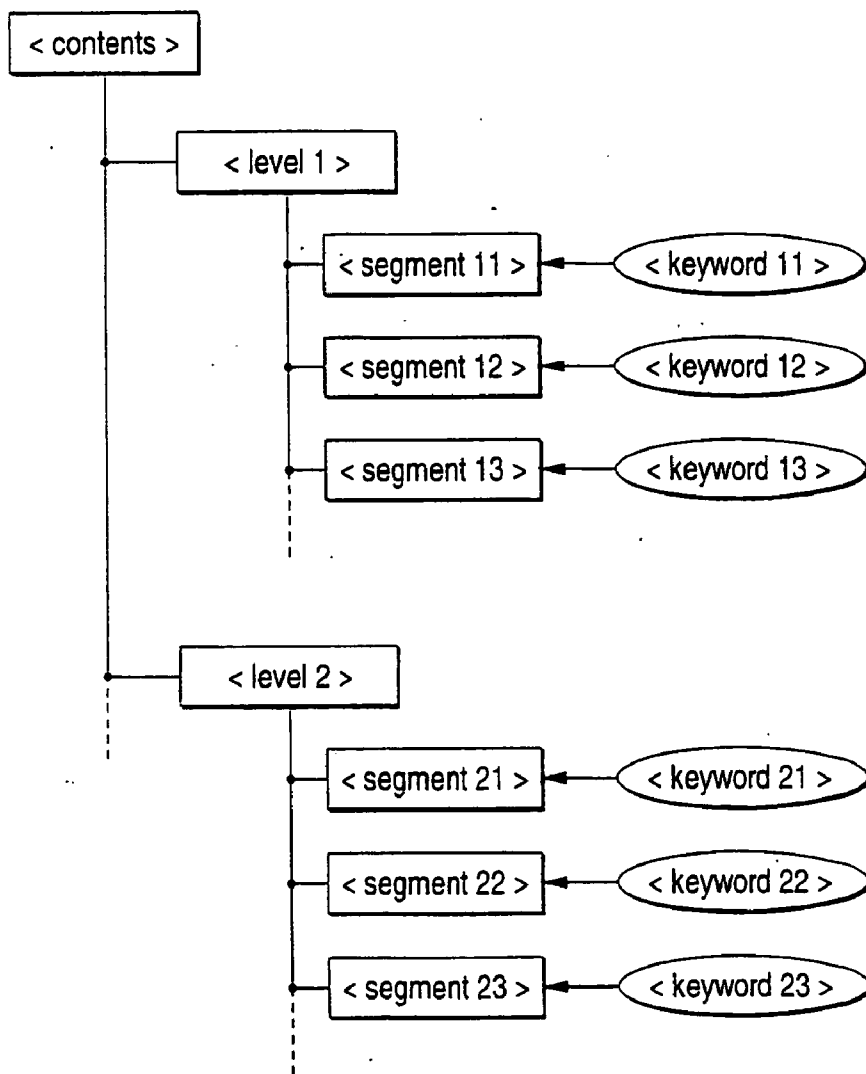 < contents >
< level 1 >
< segment 11 > < keyword 11 >
< segment 12 > < keyword 12 >
< segment 13 > < keyword 13 >
< level 2 >
< segment 21 > < keyword 21 >
< segment 22 > < keyword 22 >
< segment 23 > < keyword 23 >